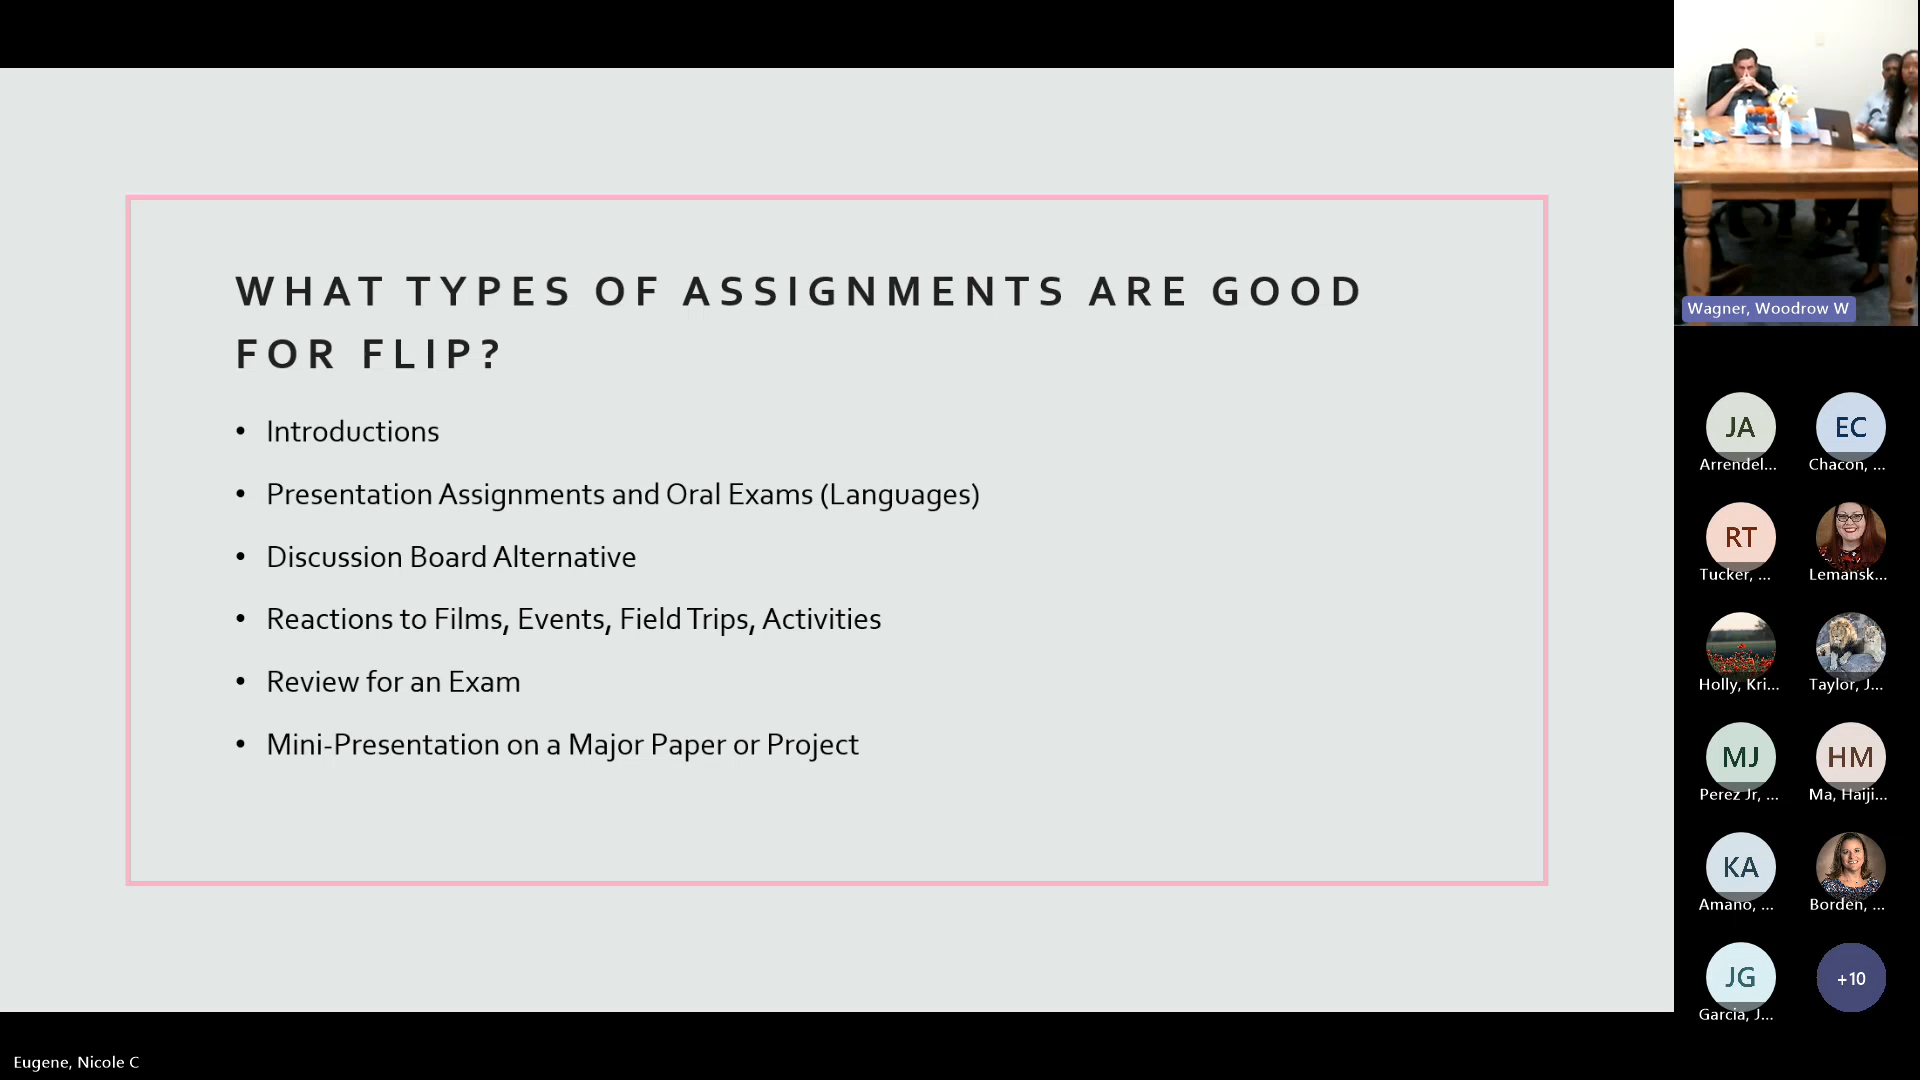 WHAT TYPES OF ASSIGNMENTS ARE GOOD
FOR FLIP?
• Introductions
• Presentation Assignments and Oral Exams (Languages)
• Discussion Board Alternative
• Reactions to Films, Events, Field Trips, Activities
• Review for an Exam
• Mini-Presentation on a Major Paper or Project
Eugene, Nicole C
Wagner, Woodrow W
JA
Arrendel...
EC
Chacon, ...
RT
Tucker, ...
Lemansk...
Holly, Kri...
Taylor, J...
MJ
Perez Jr, ...
HM
Ma, Haiji...
KA
Amano, ...
Borden, ...
JG
Garcia, J...
+10